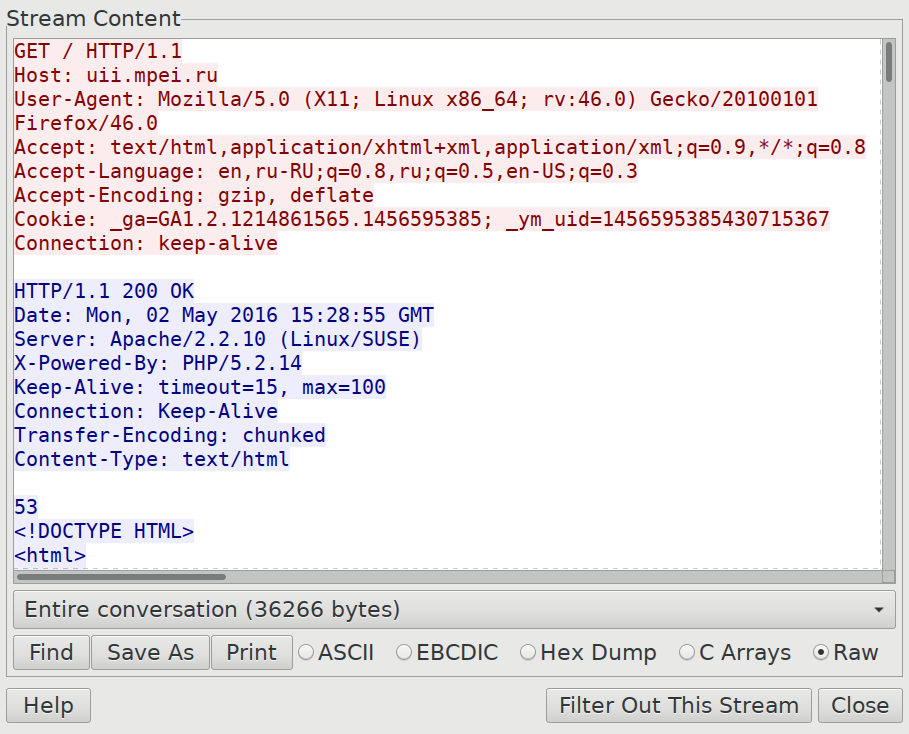 Stream Content
GET / HTTP/1.1
Host: uii.mpei.ru
User-Agent: Mozilla/5.0 (X11; Linux x86_64; rv:46.0) Gecko/20100101
Firefox/46.0
Accept: text/html,application/xhtml+xml,application/xml;q=0.9,*/*;q=0.8
Accept-Language: en,ru-RU;q=0.8,ru;q=0.5,en-US;q=0.3
Accept-Encoding: gzip, deflate
Cookie: _ga=GA1.2.1214861565.1456595385; _ym_uid=1456595385430715367
Connection: keep-alive
HTTP/1.1 200 OK
Date: Mon, 02 May 2016 15:28:55 GMT
Server: Apache/2.2.10 (Linux/SUSE)
X-Powered-By: PHP/5.2.14
Keep-Alive: timeout=15, max=100
Connection: Keep-Alive
Transfer-Encoding: chunked
Content-Type: text/html
53
<!DOCTYPE HTML>
<html>
Entire conversation (36266 bytes)
Find Save As Print ASCII EBCDIC Hex Dump C Arrays Raw
Help Filter Out This Stream Close